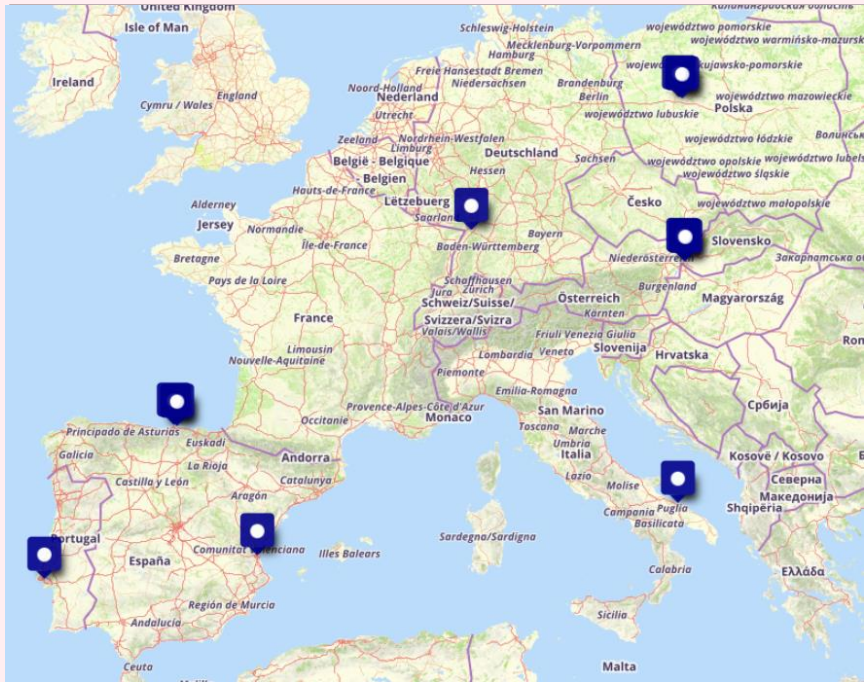 United Kingdom
Isle of Man
Schleswig-Holstein
województwo pomorskie
Mecklenburg-Vorpommern
Hamburg
Ireland
Freie Hansestadt Bremen
Noord-Holland
Niedersachsen
Brandenburg
Nederland
Berlin
England
Cymru / Wales
Polska
województwo mazowieckie
Utrecht
województwo lubuskie
Zeeland
Nordrhein-Westfalen
Limburg
województwo łódzkie
België - Belgique
- Belgien
Deutschland
Sachsen
województwo opolskie
Hessen
województwo śląskie
Hauts-de-France
Alderney
Lëtzebuerg
Česko
województwo małopolskie
Jersey
Normandie
Île-de-France
Baden-Württemberg
Bayern
Slovensko
Bretagne
Niederösterreich
Pays de la Loire
Schaffhausen
Zürich
Jura
Burgenland
Schweiz/Suisse/
Svizzera/Svizra
Österreich
Magyarország
Kärnten
France
Valais/Wallis
Friuli Venezia Giulia
Limousin
Lombardia
Veneto
Slovenija
Hrvatska
Nouvelle-Aquitaine
Piemonte
Emilia-Romagna
Србија
Provence-Alpes-Côte d'Azur
Monaco
San Marino
Occitanie
Toscana
Marche
Principado de Asturias
Euskadi
Umbria
Italia
Galicia
La Rioja
Andorra
Kosovë / Kosovo
Castilla y León
Catalunya
Lazio
Molise
Северна
Македонија
Aragón
Puglia
Shqipëria
Campania
Basilicata
Portugal
Sardegna/Sardigna
España
Illes Balears
Calabria
Ελλάδα
Región de Murcia
Sicilia
Andalucía
Ceuta
Malta